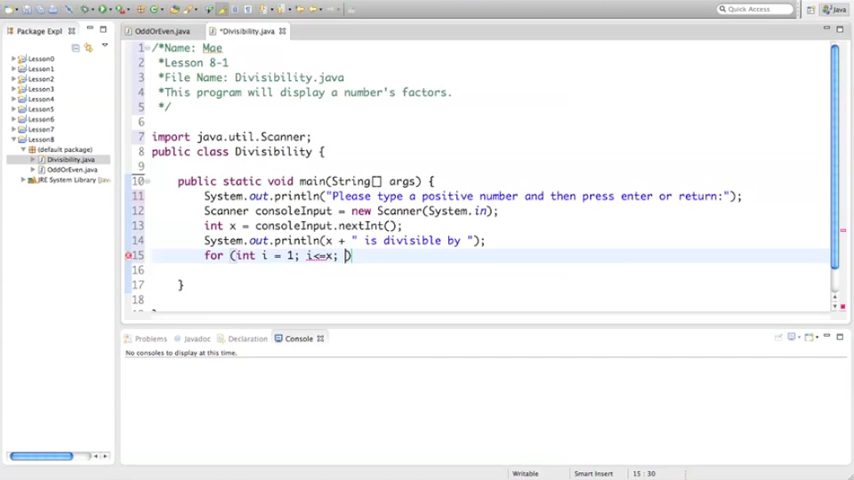 Quick Access
Java
Package Expl
OddOrEven.java
*Divisibility.java
Lesson0
Lesson1
Lesson2
Lesson3
Lesson4
Lesson5
Lesson6
Lesson7
Lesson8
(default package)
Divisibility.java
OddOrEven.java
JRE System Library [Java
1 /*Name: Mae
2 *Lesson 8-1
3 *File Name: Divisibility.java
4 *This program will display a number's factors.
5 */
6
7 import java.util.Scanner;
8 public class Divisibility {
9
10 public static void main(String[] args) {
11 System.out.println("Please type a positive number and then press enter or return:");
12 Scanner consoleInput = new Scanner(System.in);
13 int x = consoleInput.nextInt();
14 System.out.println(x + " is divisible by ");
15 for (int i = 1; i<=x; )
16
17 }
18
Problems Javadoc Declaration Console
No consoles to display at this time.
Writable Smart Insert 15 : 30